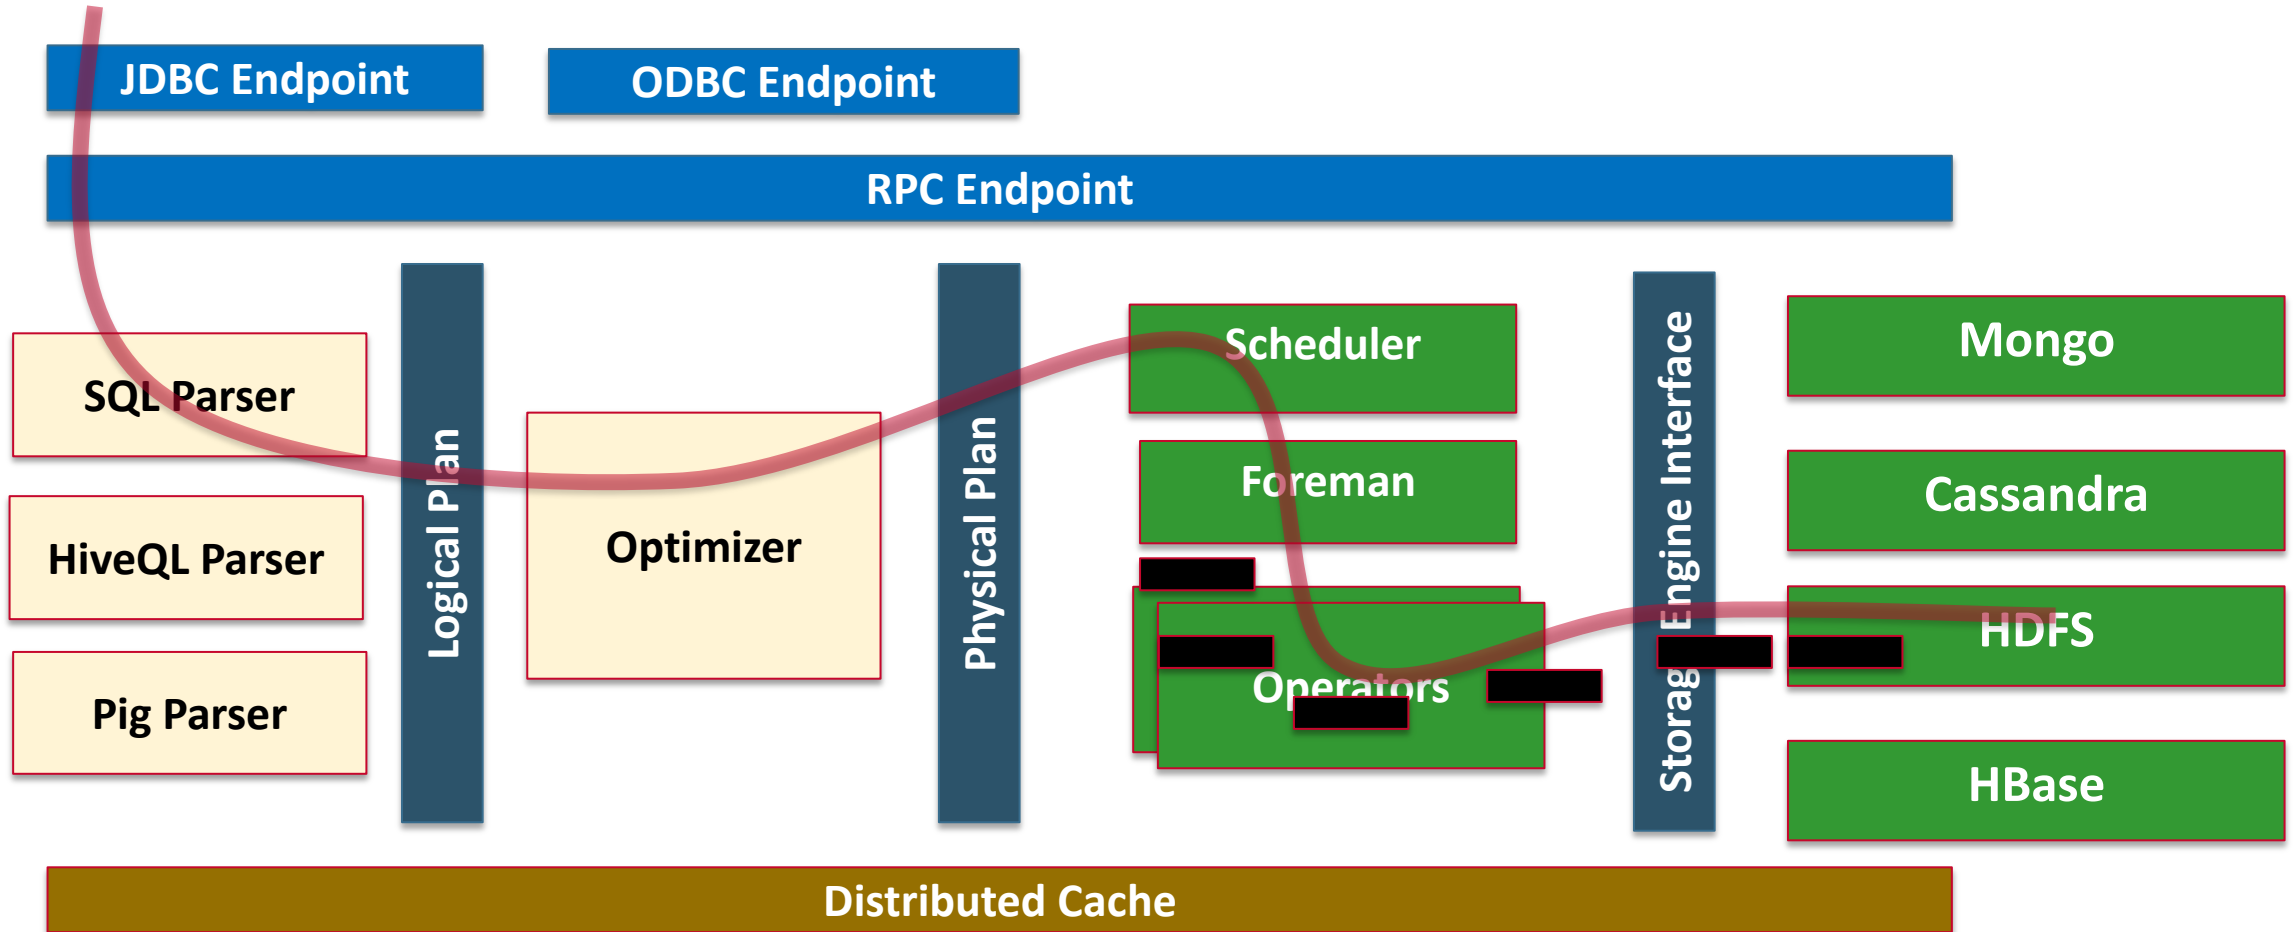 JDBC Endpoint
ODBC Endpoint
RPC Endpoint
SQL Parser
HiveQL Parser
Pig Parser
Logical Plan
Optimizer
Physical Plan
Scheduler
Foreman
Operators
Storage Engine Interface
Mongo
Cassandra
HDFS
HBase
Distributed Cache